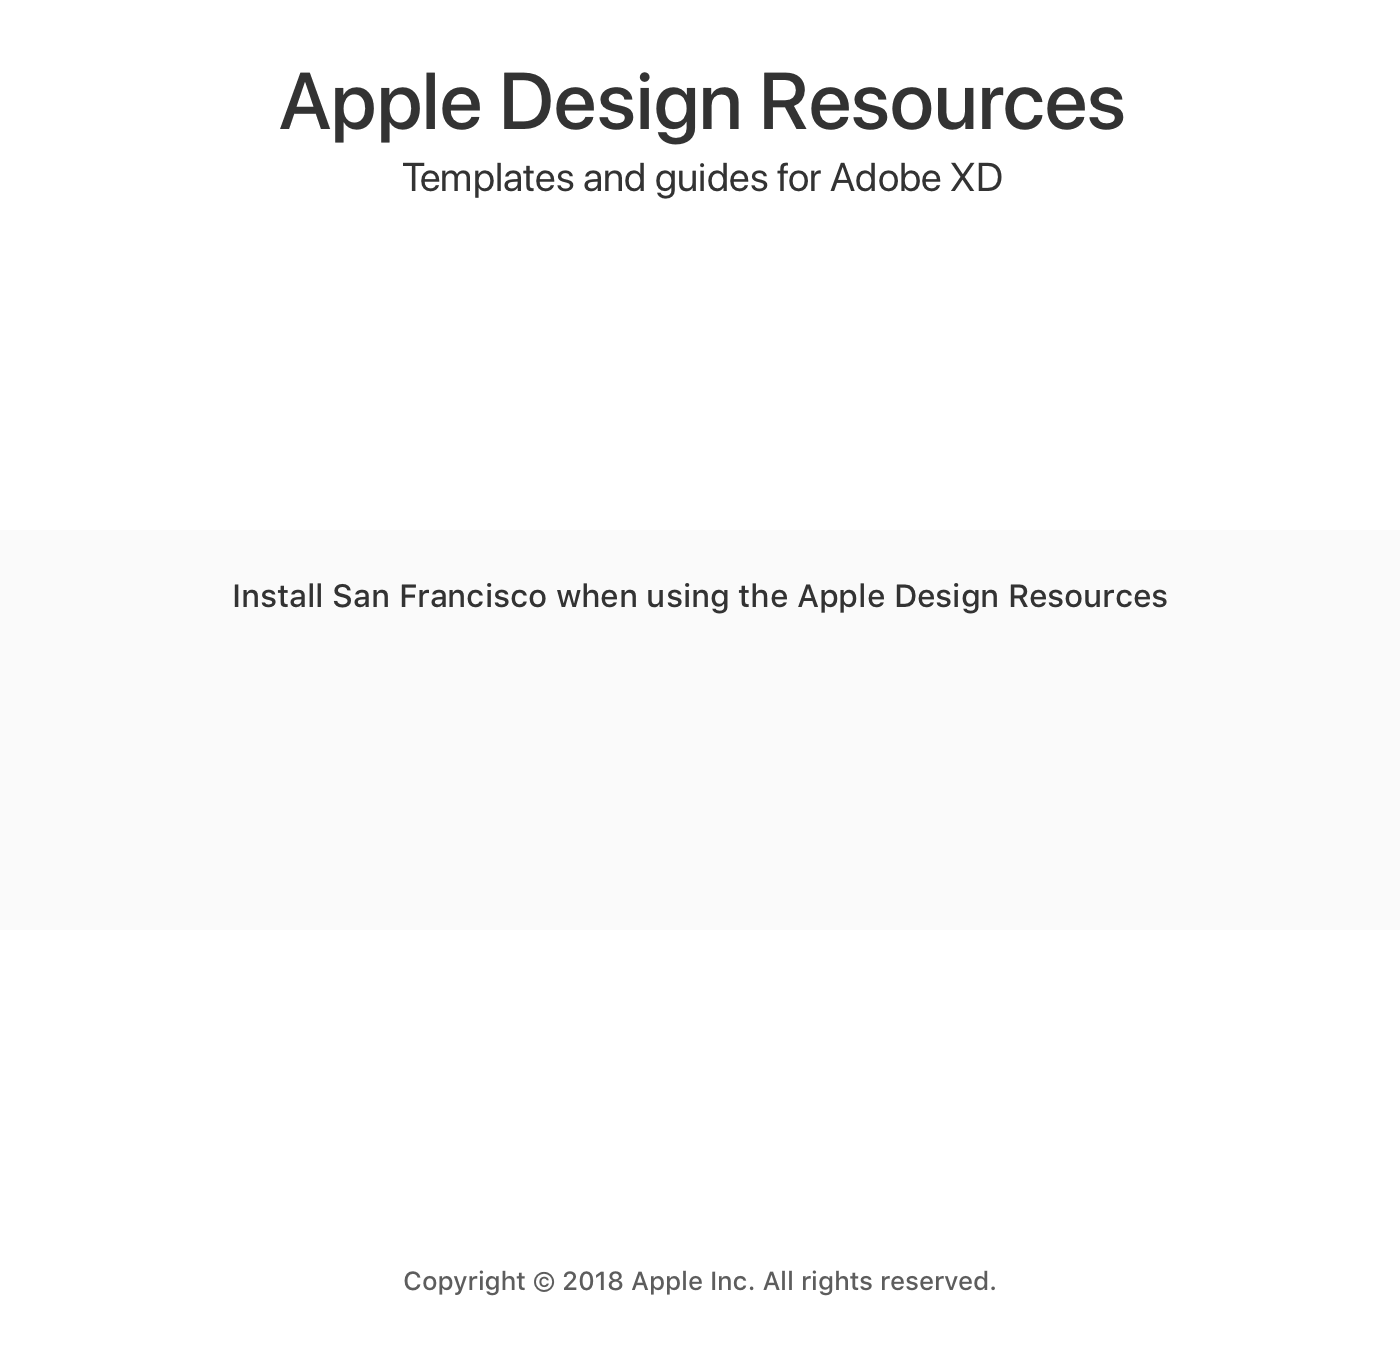 Apple Design Resources
Templates and guides for Adobe XD
Install San Francisco when using the Apple Design Resources
Copyright © 2018 Apple Inc. All rights reserved.